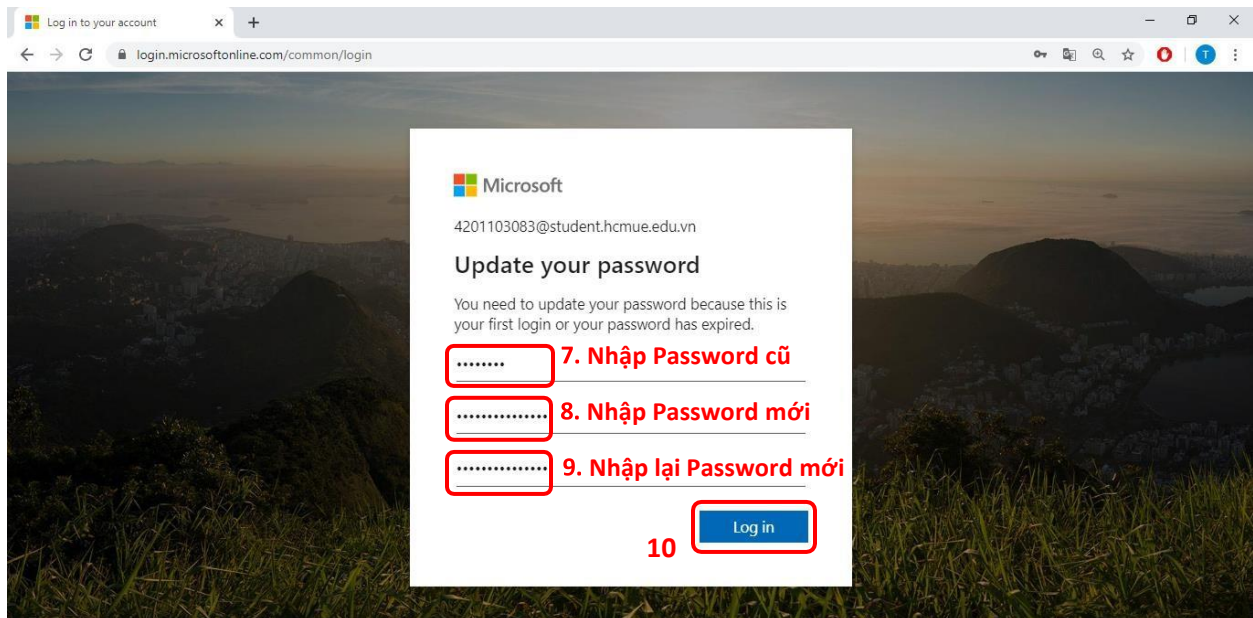 Log in to your account
login.microsoftonline.com/common/login
T
Microsoft
4201103083@student.hcmue.edu.vn
Update your password
You need to update your password because this is
your first login or your password has expired.
•••••••• 7. Nhập Password cũ
••••••••••••••• 8. Nhập Password mới
••••••••••••••• 9. Nhập lại Password mới
Log in
10